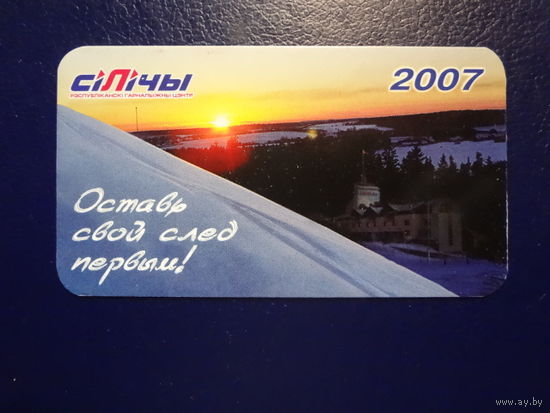 сілічы
РЭСПУБЛІКАНСКІ ГАРНАЛЫЖНЫ ЦЭНТР
2007
Оставь
свой след
первым!
www.ay.by